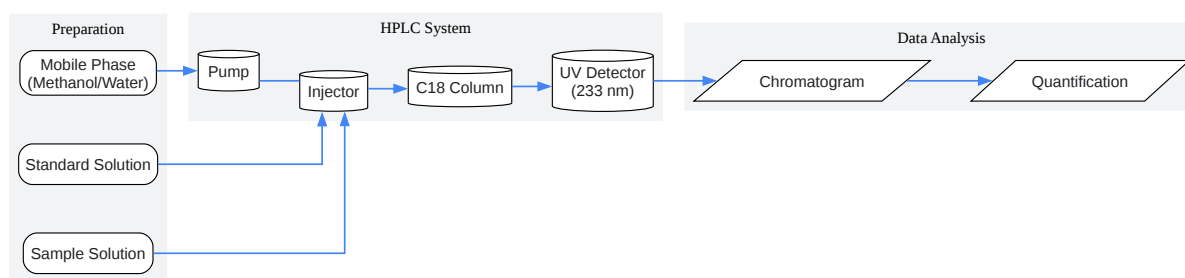 Preparation
HPLC System
Data Analysis
Mobile Phase
(Methanol/Water)
Pump
Injector
C18 Column
UV Detector
(233 nm)
Chromatogram
Quantification
Standard Solution
Sample Solution